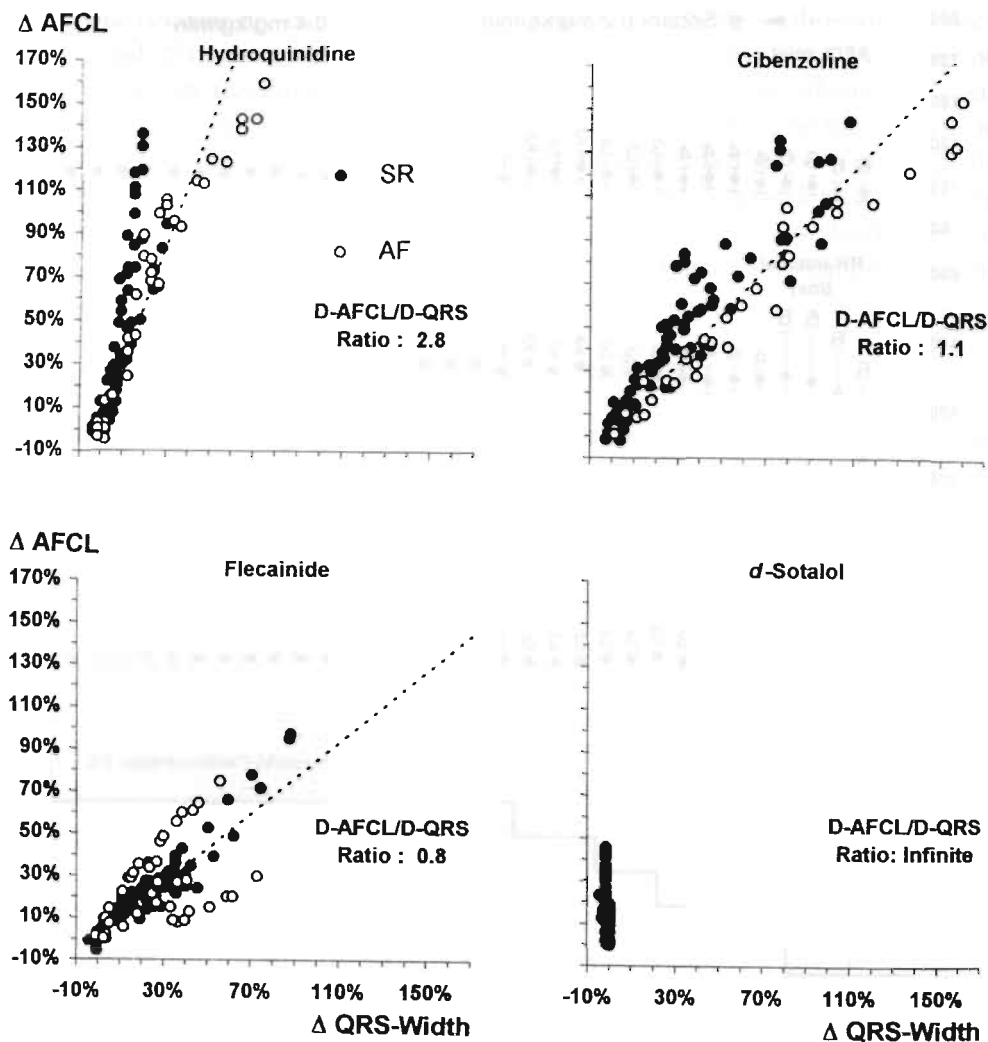 Δ AFCL
170%
150%
130%
110%
90%
70%
50%
30%
10%
-10%
Hydroquinidine
SR
AF
D-AFCL/D-QRS
Ratio : 2.8
Cibenzoline
D-AFCL/D-QRS
Ratio : 1.1
Δ AFCL
170%
150%
130%
110%
90%
70%
50%
30%
10%
-10%
Flecainide
D-AFCL/D-QRS
Ratio : 0.8
-10% 30% 70% 110% 150%
Δ QRS-Width
d-Sotalol
D-AFCL/D-QRS
Ratio: Infinite
-10% 30% 70% 110% 150%
Δ QRS-Width